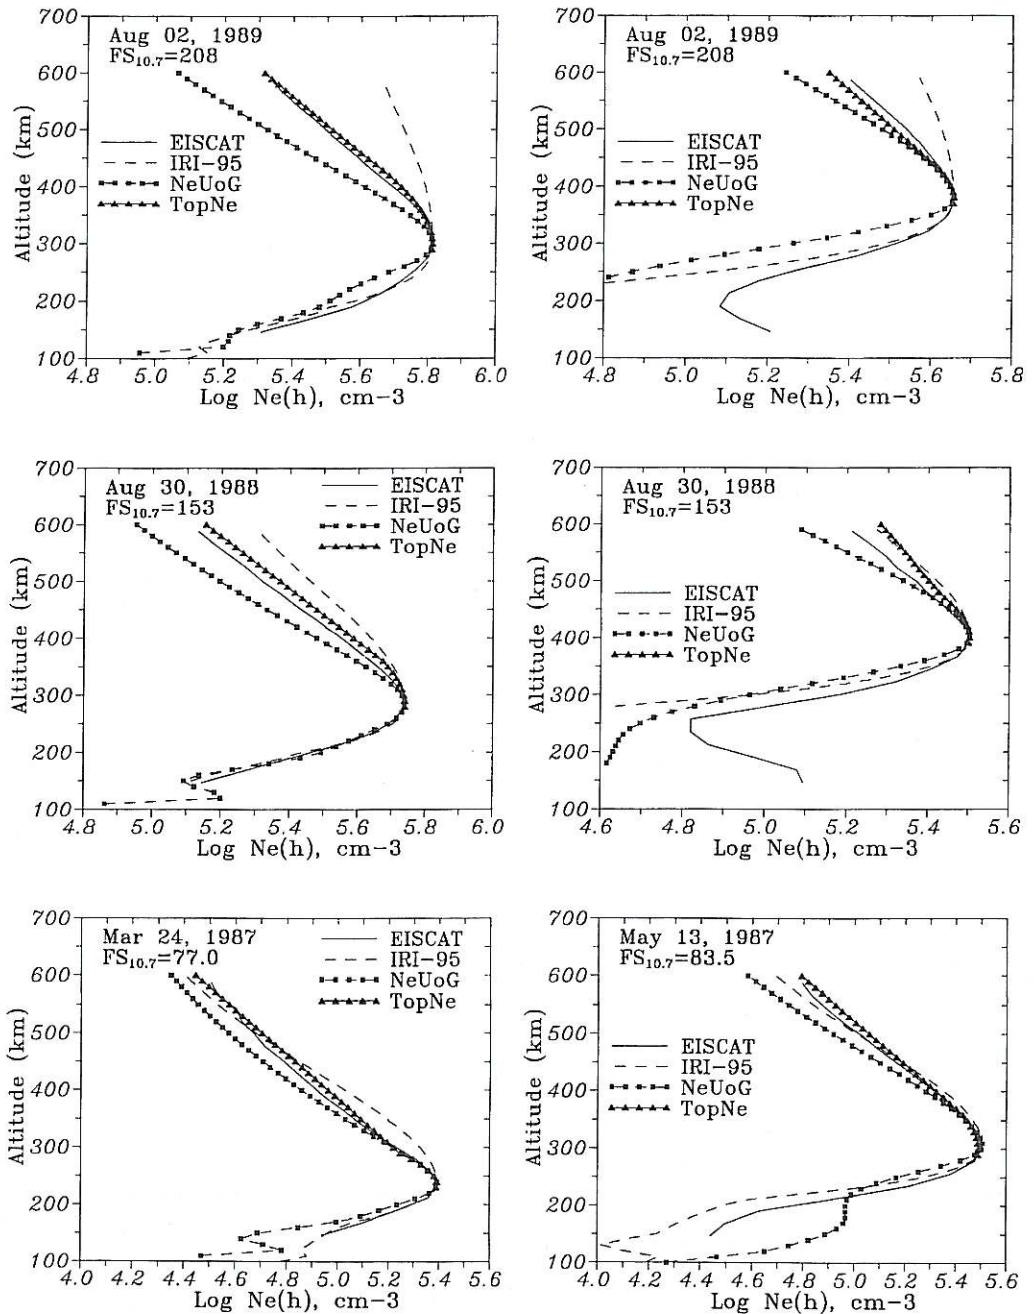 700
600
500
400
300
200
100
Altitude (km)
Aug 02, 1989
FS10.7=208
EISCAT
IRI-95
NeUoG
TopNe
4.8 5.0 5.2 5.4 5.6 5.8 6.0
Log Ne(h), cm-3
700
600
500
400
300
200
100
Altitude (km)
Aug 02, 1989
FS10.7=208
EISCAT
IRI-95
NeUoG
TopNe
4.8 5.0 5.2 5.4 5.6 5.8
Log Ne(h), cm-3
700
600
500
400
300
200
100
Altitude (km)
Aug 30, 1988
FS10.7=153
EISCAT
IRI-95
NeUoG
TopNe
4.8 5.0 5.2 5.4 5.6 5.8 6.0
Log Ne(h), cm-3
700
600
500
400
300
200
100
Altitude (km)
Aug 30, 1988
FS10.7=153
EISCAT
IRI-95
NeUoG
TopNe
4.6 4.8 5.0 5.2 5.4 5.6
Log Ne(h), cm-3
700
600
500
400
300
200
100
Altitude (km)
Mar 24, 1987
FS10.7=77.0
EISCAT
IRI-95
NeUoG
TopNe
4.0 4.2 4.4 4.6 4.8 5.0 5.2 5.4 5.6
Log Ne(h), cm-3
700
600
500
400
300
200
100
Altitude (km)
May 13, 1987
FS10.7=83.5
EISCAT
IRI-95
NeUoG
TopNe
4.0 4.2 4.4 4.6 4.8 5.0 5.2 5.4 5.6
Log Ne(h), cm-3